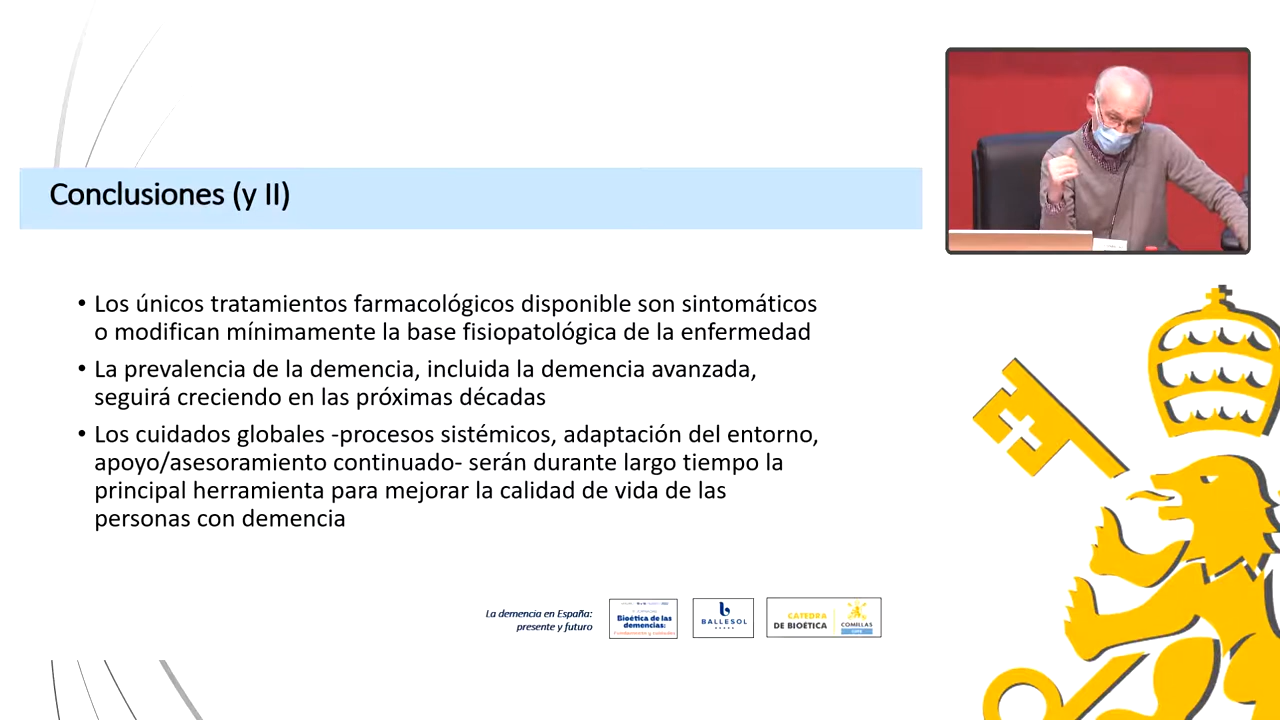 Conclusiones (y II)
• Los únicos tratamientos farmacológicos disponible son sintomáticos
o modifican mínimamente la base fisiopatológica de la enfermedad
• La prevalencia de la demencia, incluida la demencia avanzada,
seguirá creciendo en las próximas décadas
• Los cuidados globales -procesos sistémicos, adaptación del entorno,
apoyo/asesoramiento continuado- serán durante largo tiempo la
principal herramienta para mejorar la calidad de vida de las
personas con demencia
La demencia en España:
presente y futuro
Bioética de las
demencias:
BALLESOL
CÁTEDRA
DE BIOÉTICA
COMILLAS